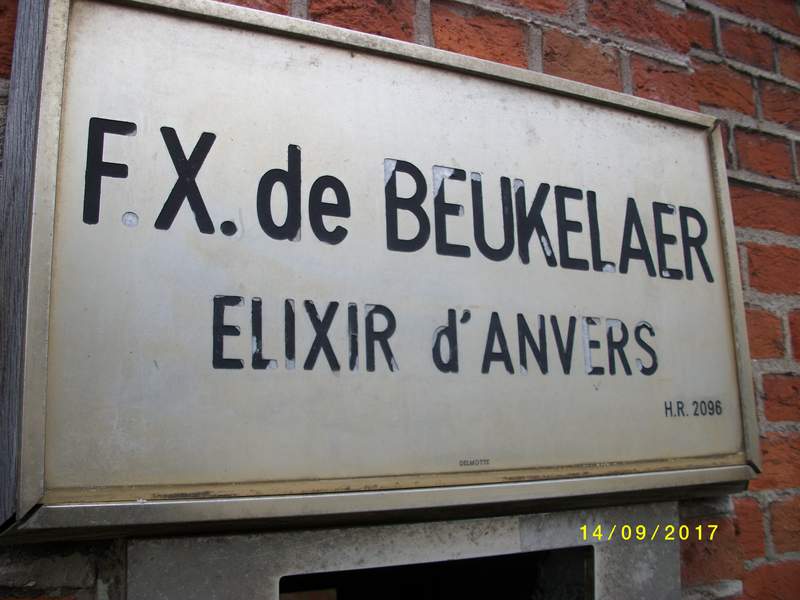 F.X. de BEUKELAER
ELIXIR d'ANVERS
H.R. 2096
DELMOTTE
14/09/2017